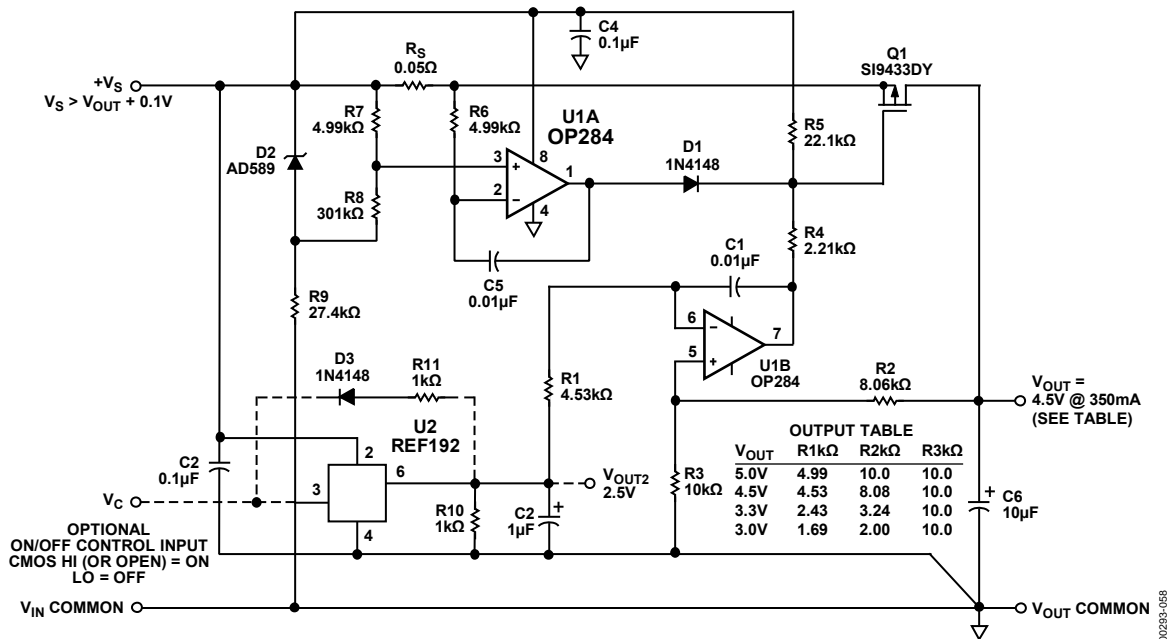 C4
0.1µF
RS
0.05Ω
Q1
SI9433DY
+VS
VS > VOUT + 0.1V
R7
4.99kΩ
R6
4.99kΩ
U1A
OP284
R5
22.1kΩ
D2
AD589
D1
1N4148
3
+
8
1
2
–
4
R8
301kΩ
R4
2.21kΩ
C5
0.01µF
C1
0.01µF
R9
27.4kΩ
6
–
7
5
+
U1B
OP284
D3
1N4148
R11
1kΩ
R1
4.53kΩ
R2
8.06kΩ
VOUT =
4.5V @ 350mA
(SEE TABLE)
U2
REF192
OUTPUT TABLE
VOUT R1kΩ R2kΩ R3kΩ
5.0V 4.99 10.0 10.0
4.5V 4.53 8.08 10.0
3.3V 2.43 3.24 10.0
3.0V 1.69 2.00 10.0
C2
0.1µF
2
6
3
4
VOUT2
2.5V
R3
10kΩ
+
C6
10µF
VC
R10
1kΩ
C2
1µF
+
OPTIONAL
ON/OFF CONTROL INPUT
CMOS HI (OR OPEN) = ON
LO = OFF
VIN COMMON
VOUT COMMON
00293-058